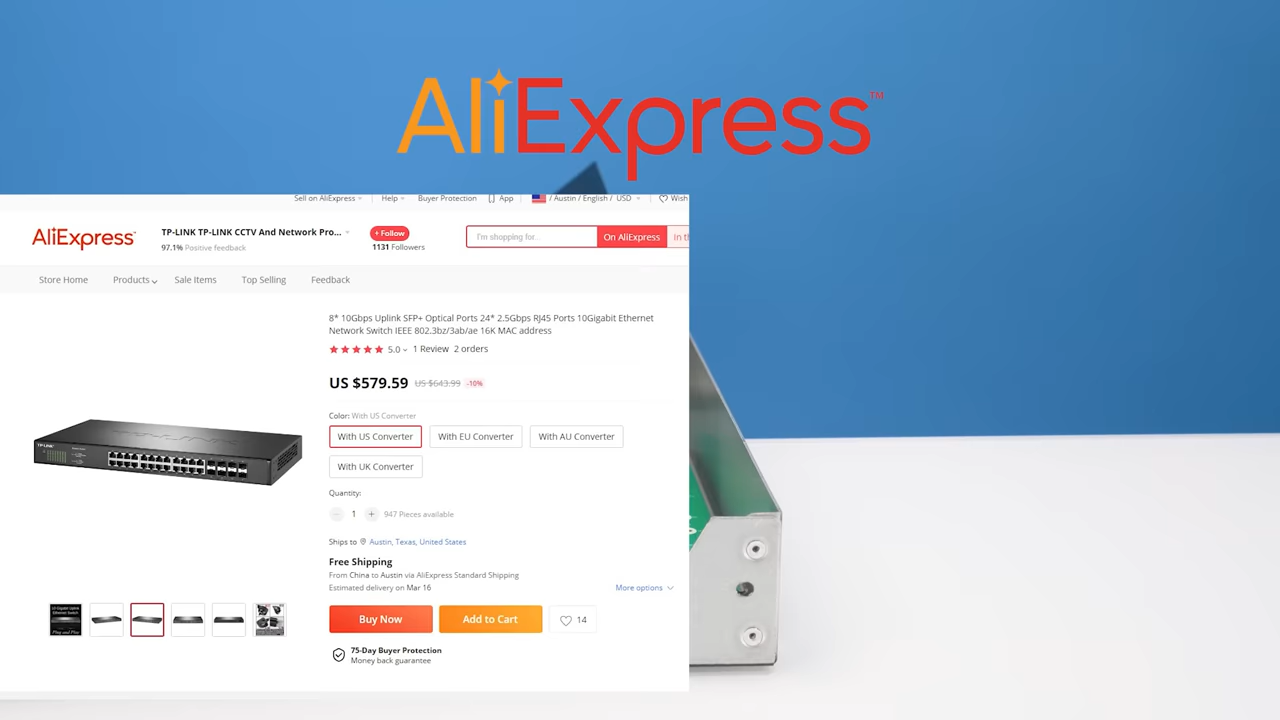 AliExpress™
Sell on AliExpress Help Buyer Protection App / Austin / English / USD Wish
AliExpress
TP-LINK TP-LINK CCTV And Network Pro...
+ Follow
97.1% Positive feedback
1131 Followers
I'm shopping for..
On AliExpress
In th
Store Home Products Sale Items Top Selling Feedback
8* 10Gbps Uplink SFP+ Optical Ports 24* 2.5Gbps RJ45 Ports 10Gigabit Ethernet
Network Switch IEEE 802.3bz/3ab/ae 16K MAC address
5.0 1 Review 2 orders
US $579.59 US $643.99 -10%
Color: With US Converter
With US Converter With EU Converter With AU Converter
With UK Converter
Quantity:
1 + 947 Pieces available
Ships to Austin, Texas, United States
Free Shipping
From China to Austin via AliExpress Standard Shipping
Estimated delivery on Mar 16
More options
Buy Now Add to Cart 14
75-Day Buyer Protection
Money back guarantee
TP-LINK